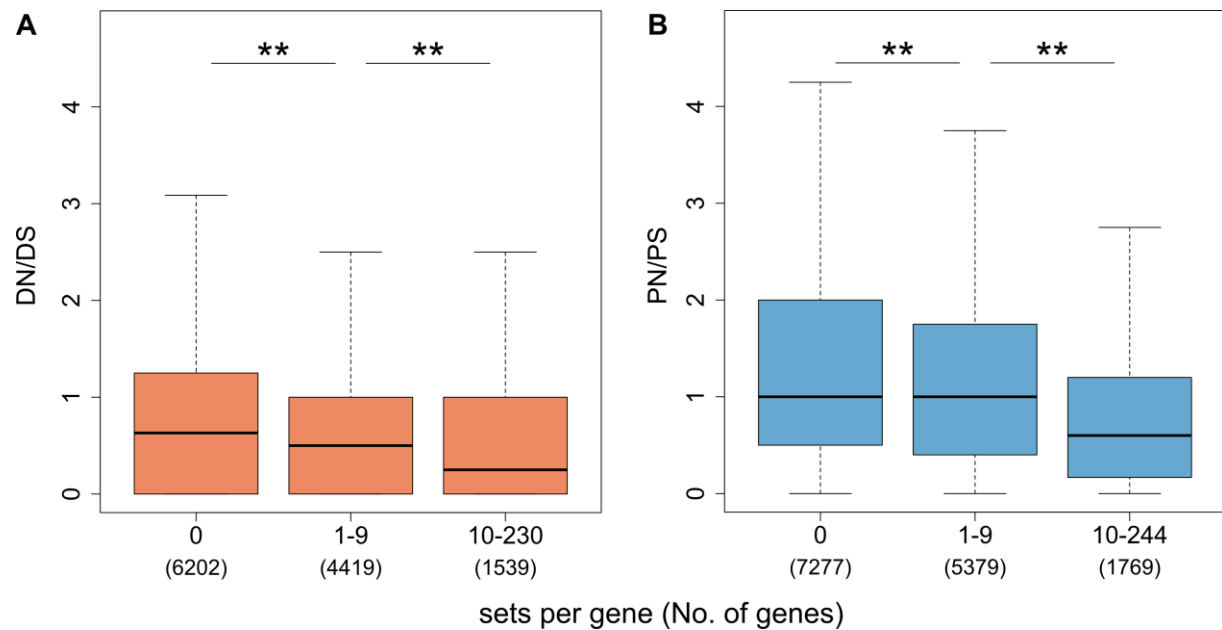 A
** **
DN/DS
4
3
2
1
0
0 1-9 10-230
(6202) (4419) (1539)
B
** **
PN/PS
4
3
2
1
0
0 1-9 10-244
(7277) (5379) (1769)
sets per gene (No. of genes)